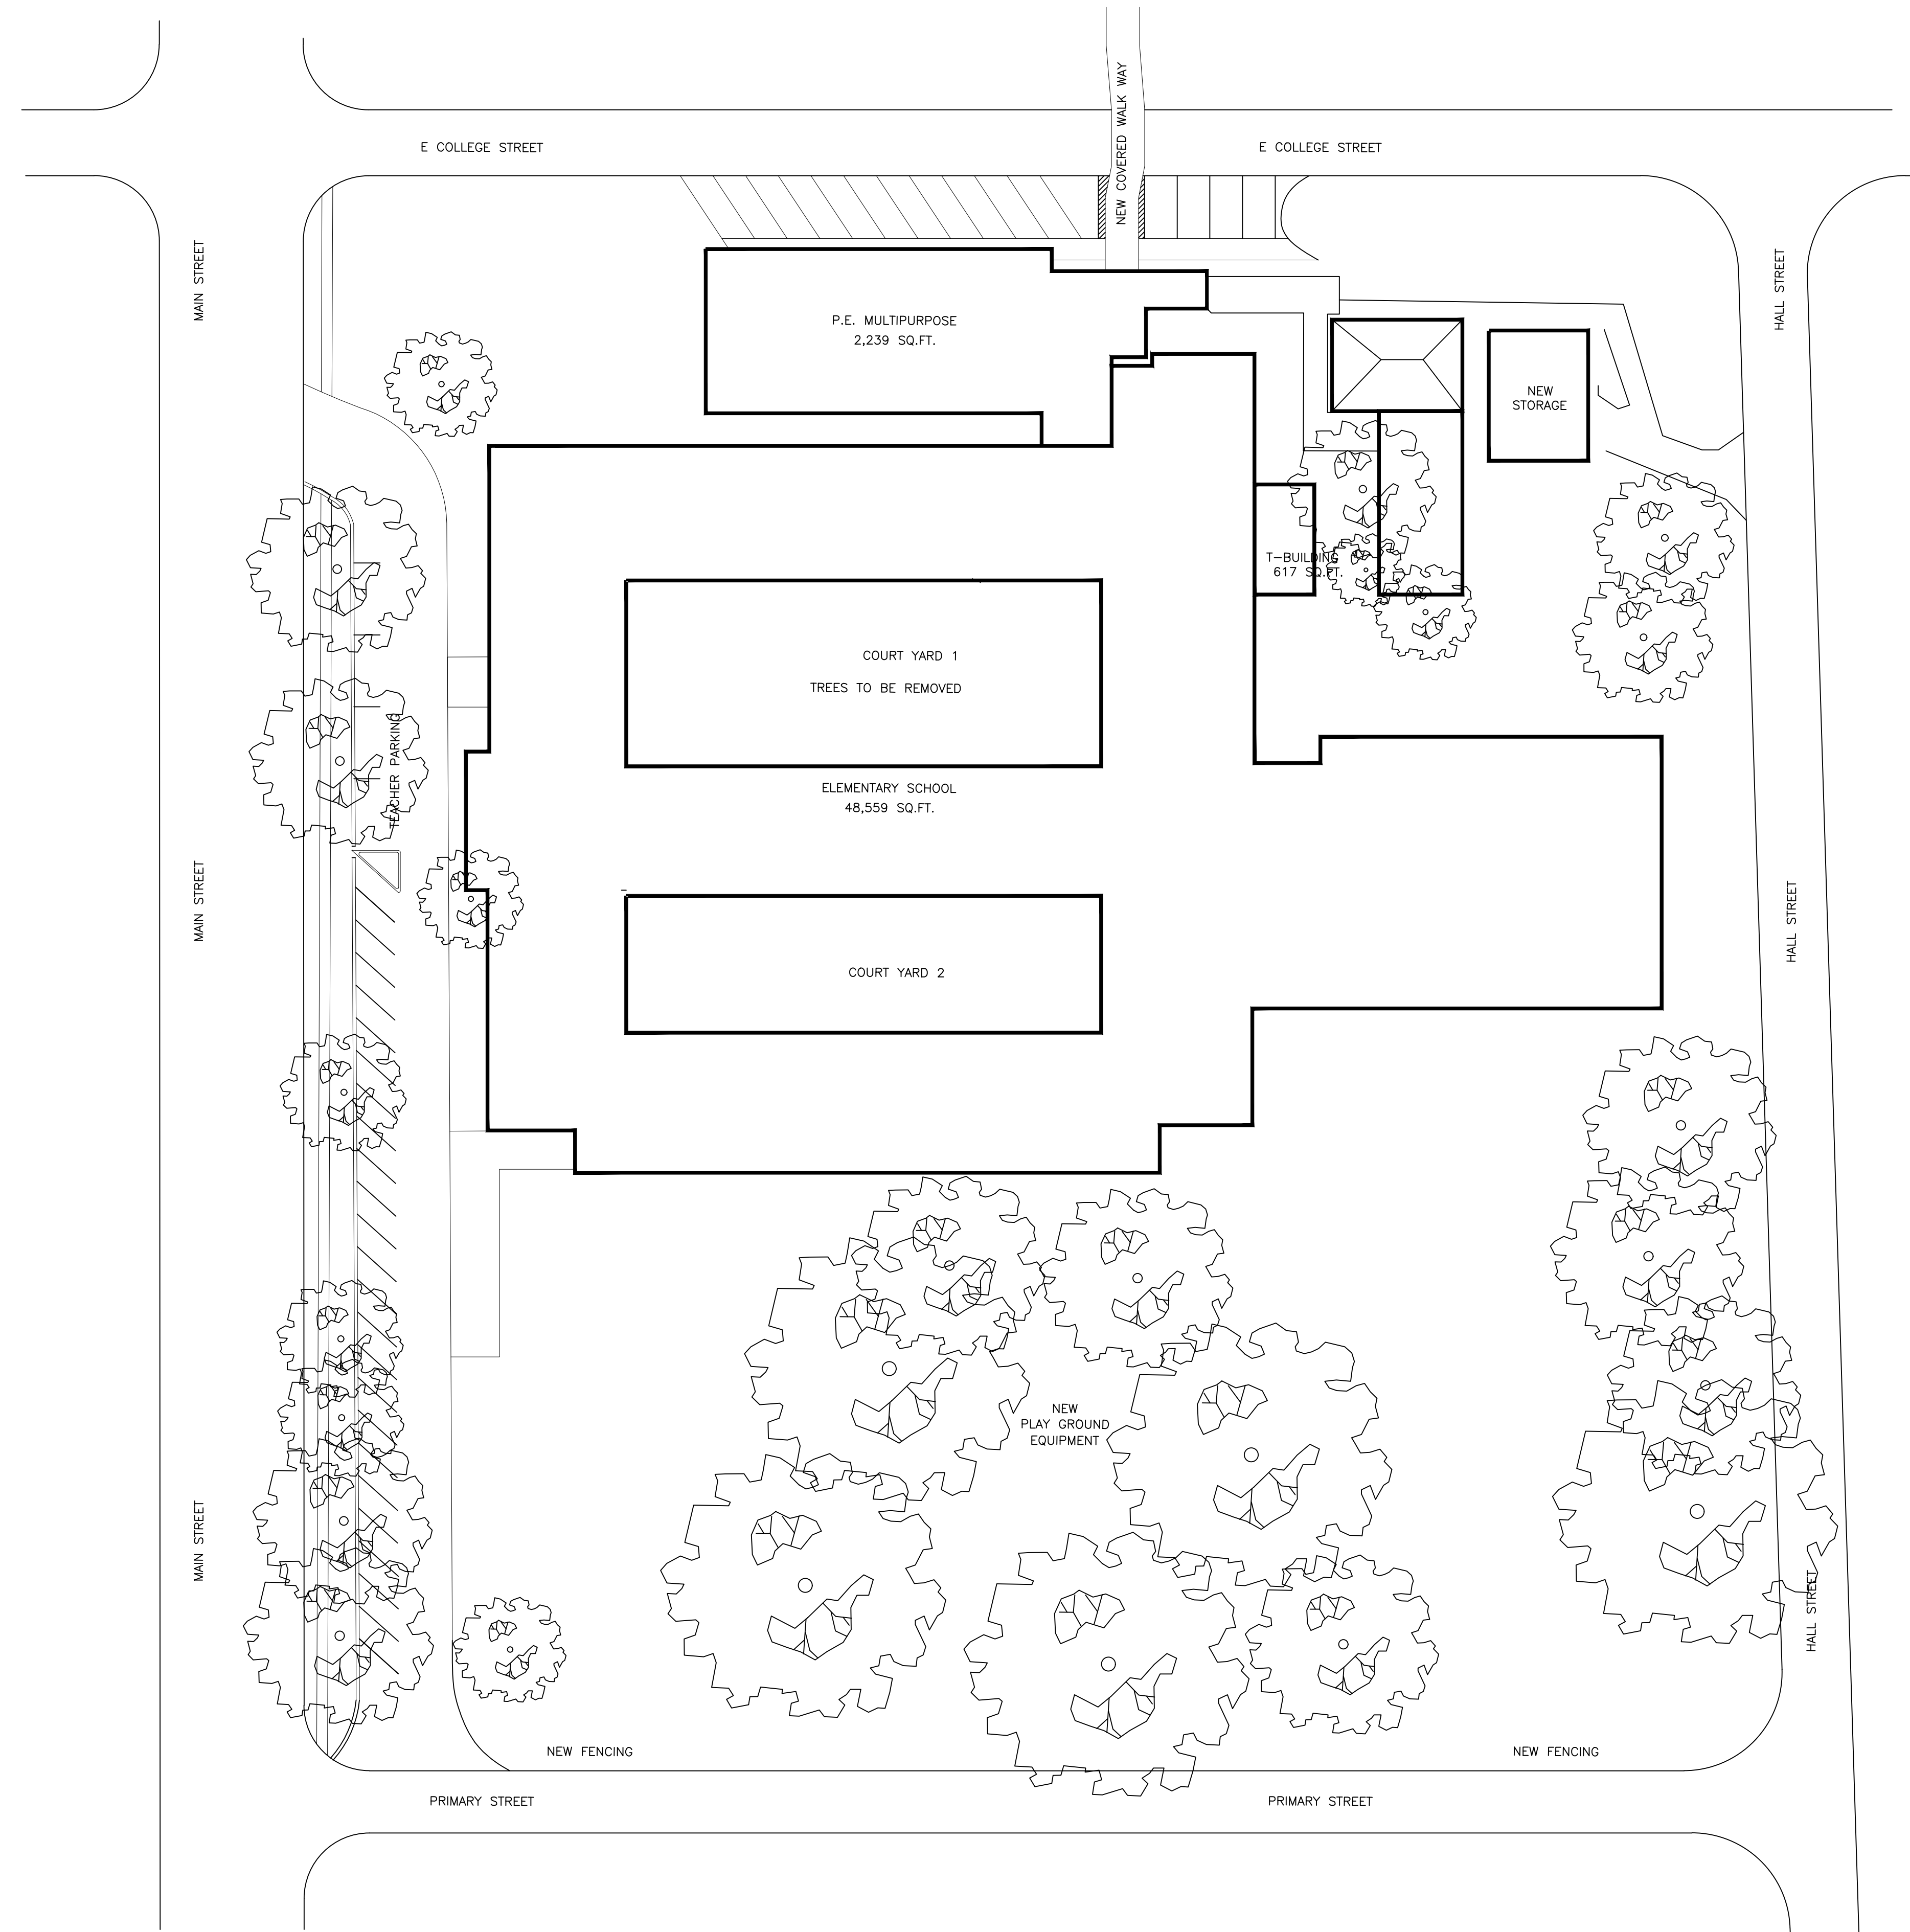 NEW COVERED WALK WAY
E COLLEGE STREET
E COLLEGE STREET
MAIN STREET
HALL STREET
P.E. MULTIPURPOSE
2,239 SQ.FT.
NEW
STORAGE
T-BUILDING
617 SQ.FT.
COURT YARD 1
TREES TO BE REMOVED
TEACHER PARKING
ELEMENTARY SCHOOL
48,559 SQ.FT.
MAIN STREET
HALL STREET
COURT YARD 2
NEW
PLAY GROUND
EQUIPMENT
MAIN STREET
HALL STREET
NEW FENCING
NEW FENCING
PRIMARY STREET
PRIMARY STREET